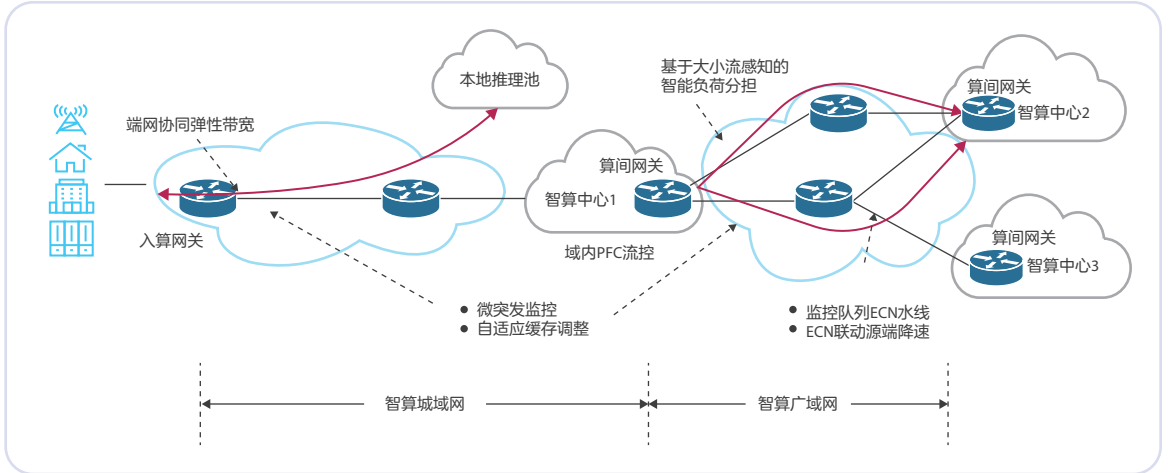 本地推理池
基于大小流感知的
智能负荷分担
算间网关
智算中心2
端网协同弹性带宽
算间网关
智算中心1
入算网关
域内PFC流控
算间网关
智算中心3
● 微突发监控
● 自适应缓存调整
● 监控队列ECN水线
● ECN联动源端降速
智算城域网
智算广域网